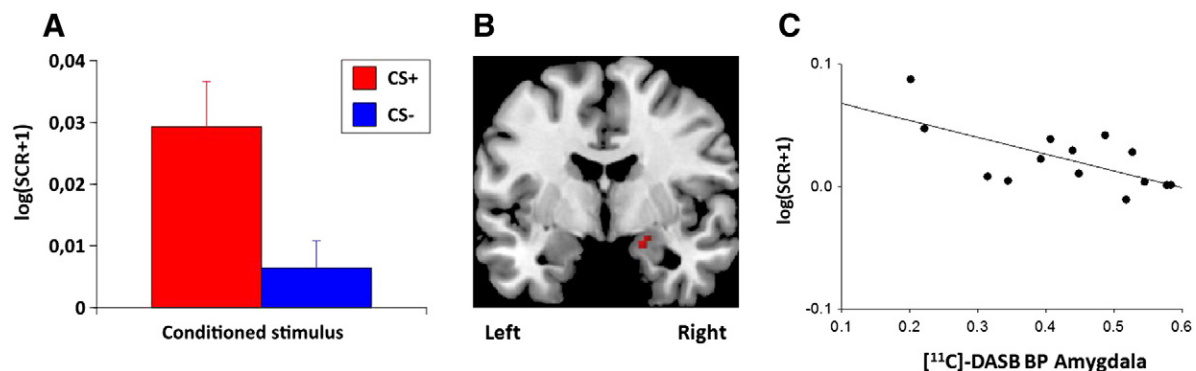 A
0,04
0,03
0,02
0,01
0
log(SCR+1)
CS+
CS-
Conditioned stimulus
B
Left
Right
C
0.1
0.0
-0.1
log(SCR+1)
0.1 0.2 0.3 0.4 0.5 0.6
[¹¹C]-DASB BP Amygdala